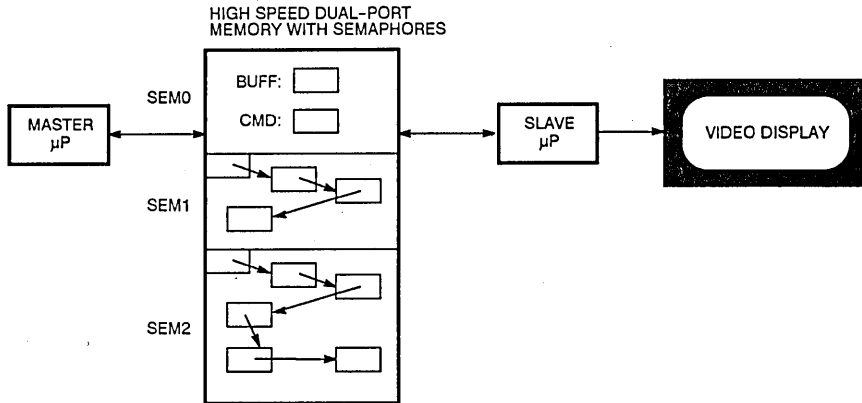 HIGH SPEED DUAL-PORT
MEMORY WITH SEMAPHORES
SEM0
BUFF:
CMD:
MASTER
µP
SLAVE
µP
VIDEO DISPLAY
SEM1
SEM2